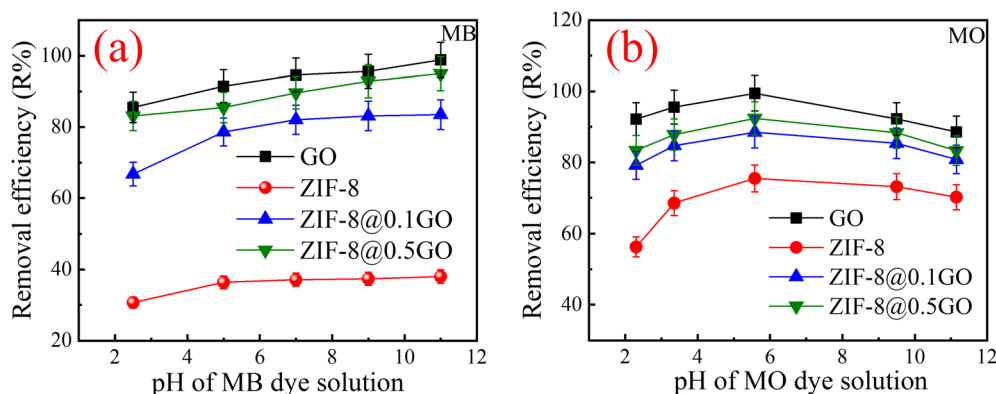 (a)
MB
Removal efficiency (R%)
100
80
60
40
20
GO
ZIF-8
ZIF-8@0.1GO
ZIF-8@0.5GO
2 4 6 8 10 12
pH of MB dye solution
(b)
MO
Removal efficiency (R%)
120
100
80
60
40
GO
ZIF-8
ZIF-8@0.1GO
ZIF-8@0.5GO
2 4 6 8 10 12
pH of MO dye solution